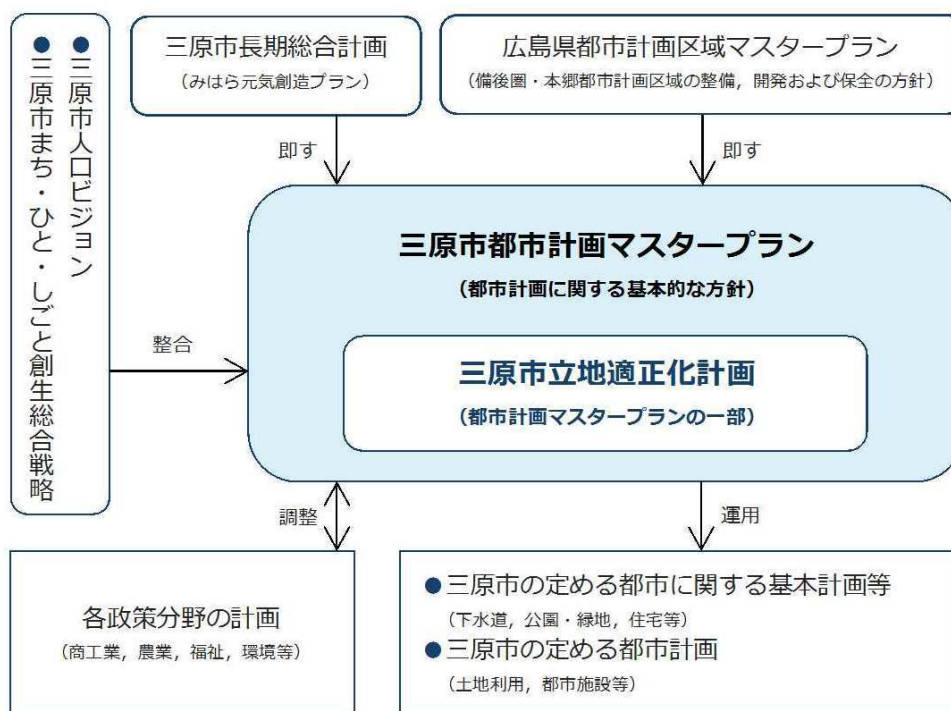 三原市長期総合計画
（みはら元気創造プラン）
広島県都市計画区域マスタープラン
（備後圏・本郷都市計画区域の整備，開発および保全の方針）
●三原市人口ビジョン
●三原市まち・ひと・しごと創生総合戦略
即す
即す
三原市都市計画マスタープラン
（都市計画に関する基本的な方針）
整合
三原市立地適正化計画
（都市計画マスタープランの一部）
調整
運用
各政策分野の計画
（商工業，農業，福祉，環境等）
●三原市の定める都市に関する基本計画等
（下水道，公園・緑地，住宅等）
●三原市の定める都市計画
（土地利用，都市施設等）